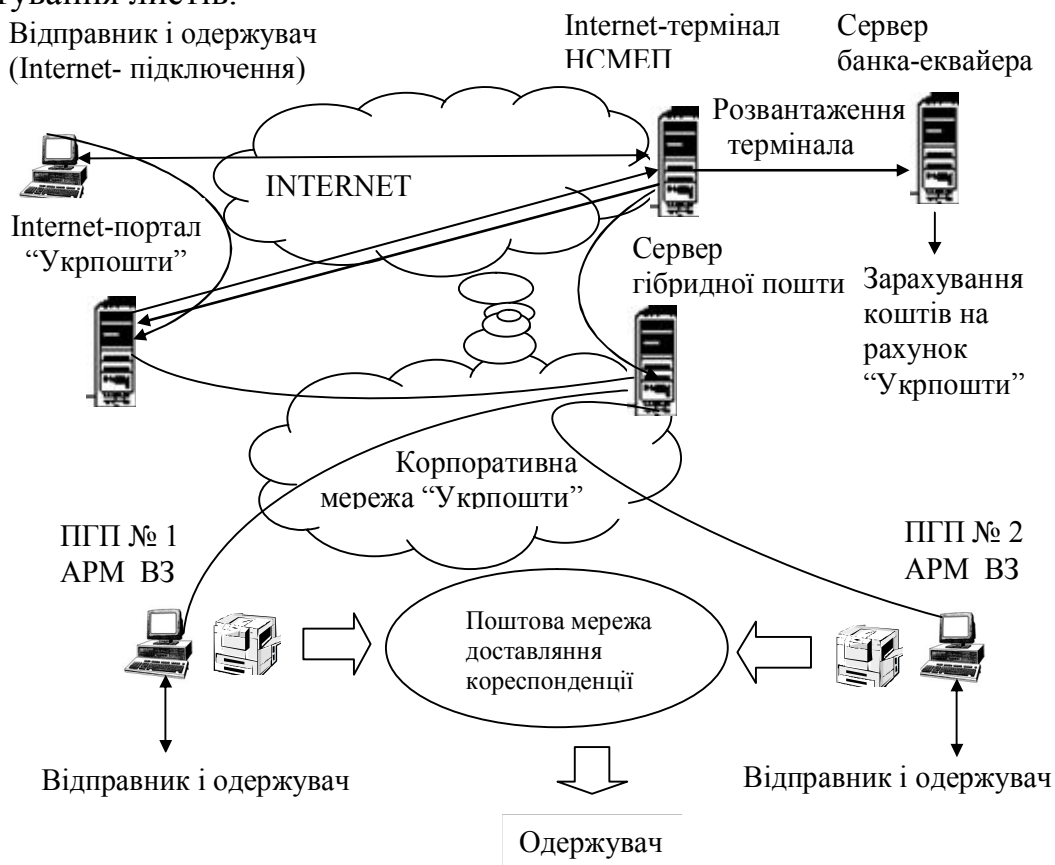 гування листів.
Відправник і одержувач
(Internet- підключення)
Internet-термінал
НСМЕП
Сервер
банка-еквайера
Розвантаження
термінала
INTERNET
Internet-портал
“Укрпошти”
Сервер
гібридної пошти
Зарахування
коштів на
рахунок
“Укрпошти”
Корпоративна
мережа “Укрпошти”
ПГП № 1
АРМ ВЗ
ПГП № 2
АРМ ВЗ
Поштова мережа
доставляння
кореспонденції
Відправник і одержувач
Відправник і одержувач
Одержувач